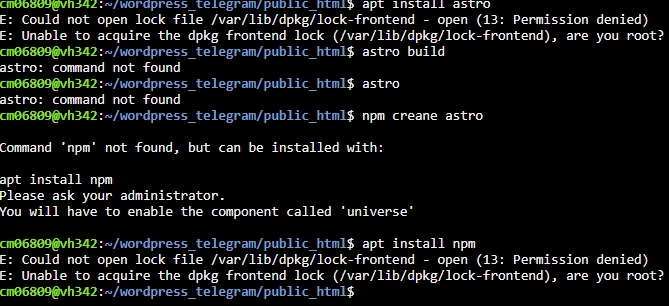 cm06809@vh342:~/wordpress_telegram/public_html$ apt install astro
E: Could not open lock file /var/lib/dpkg/lock-frontend - open (13: Permission denied)
E: Unable to acquire the dpkg frontend lock (/var/lib/dpkg/lock-frontend), are you root?
cm06809@vh342:~/wordpress_telegram/public_html$ astro build
astro: command not found
cm06809@vh342:~/wordpress_telegram/public_html$ astro
astro: command not found
cm06809@vh342:~/wordpress_telegram/public_html$ npm creane astro
Command 'npm' not found, but can be installed with:
apt install npm
Please ask your administrator.
You will have to enable the component called 'universe'
cm06809@vh342:~/wordpress_telegram/public_html$ apt install npm
E: Could not open lock file /var/lib/dpkg/lock-frontend - open (13: Permission denied)
E: Unable to acquire the dpkg frontend lock (/var/lib/dpkg/lock-frontend), are you root?
cm06809@vh342:~/wordpress_telegram/public_html$